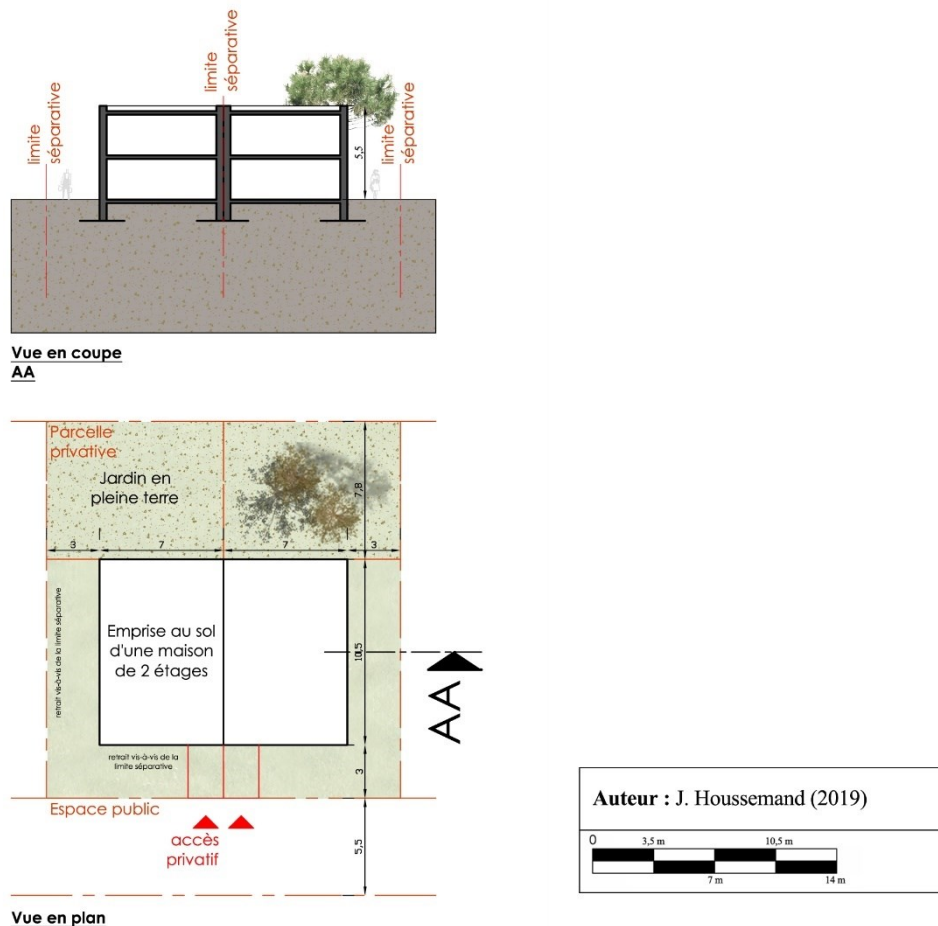 limite
séparative
limite
séparative
limite
séparative
5,5
Vue en coupe
AA
Parcelle
privative
Jardin en
pleine terre
7,8
3
7
7
3
retrait vis-à-vis de la limite séparative
Emprise au sol
d'une maison
de 2 étages
10,5
AA
retrait vis-à-vis de la
limite séparative
3
Espace public
accès
privatif
5,5
Vue en plan
Auteur : J. Houssemand (2019)
0
3,5 m
10,5 m
7 m
14 m